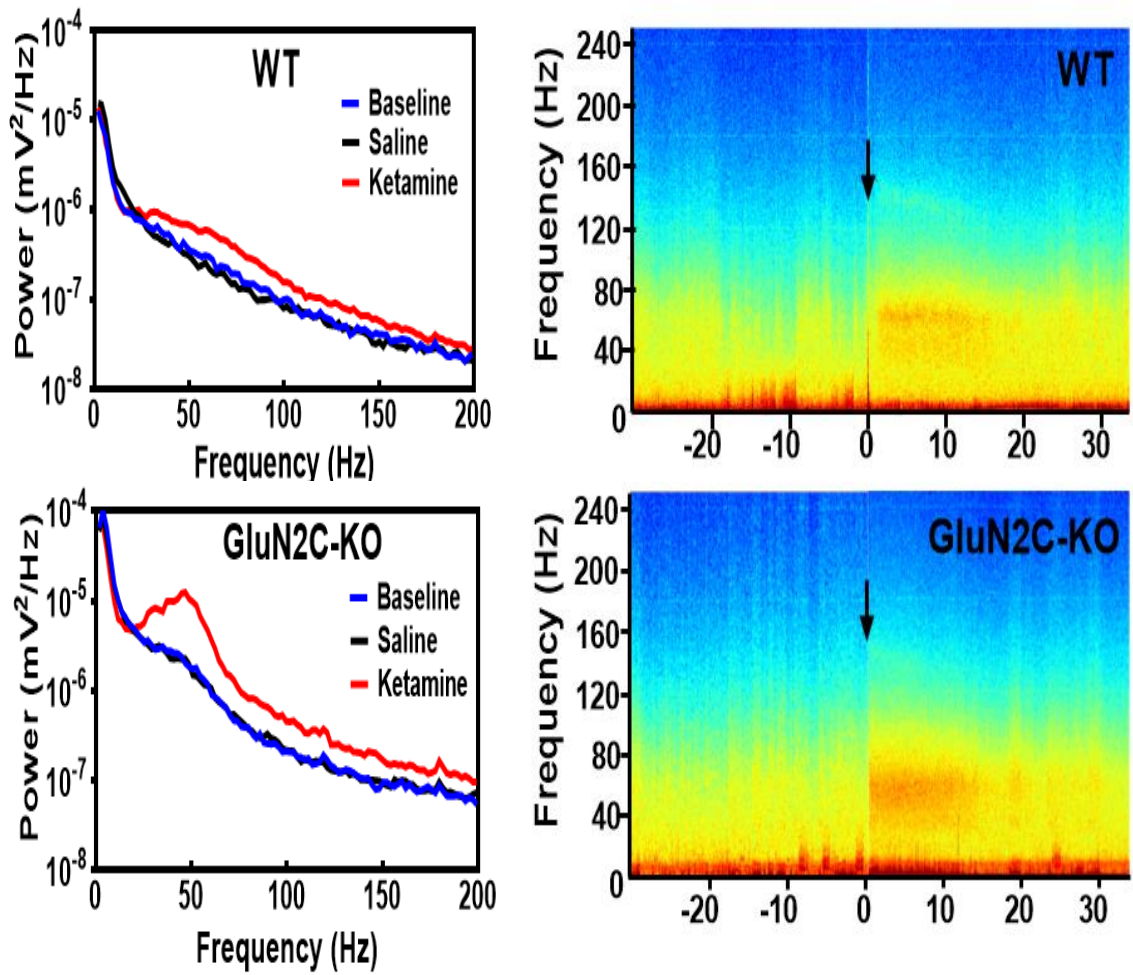 WT
Baseline
Saline
Ketamine
Power (mV²/Hz)
10⁻⁴
10⁻⁵
10⁻⁶
10⁻⁷
10⁻⁸
0 50 100 150 200
Frequency (Hz)
WT
Frequency (Hz)
240
200
160
120
80
40
0
-20 -10 0 10 20 30
GluN2C-KO
Baseline
Saline
Ketamine
Power (mV²/Hz)
10⁻⁴
10⁻⁵
10⁻⁶
10⁻⁷
10⁻⁸
0 50 100 150 200
Frequency (Hz)
GluN2C-KO
Frequency (Hz)
240
200
160
120
80
40
0
-20 -10 0 10 20 30